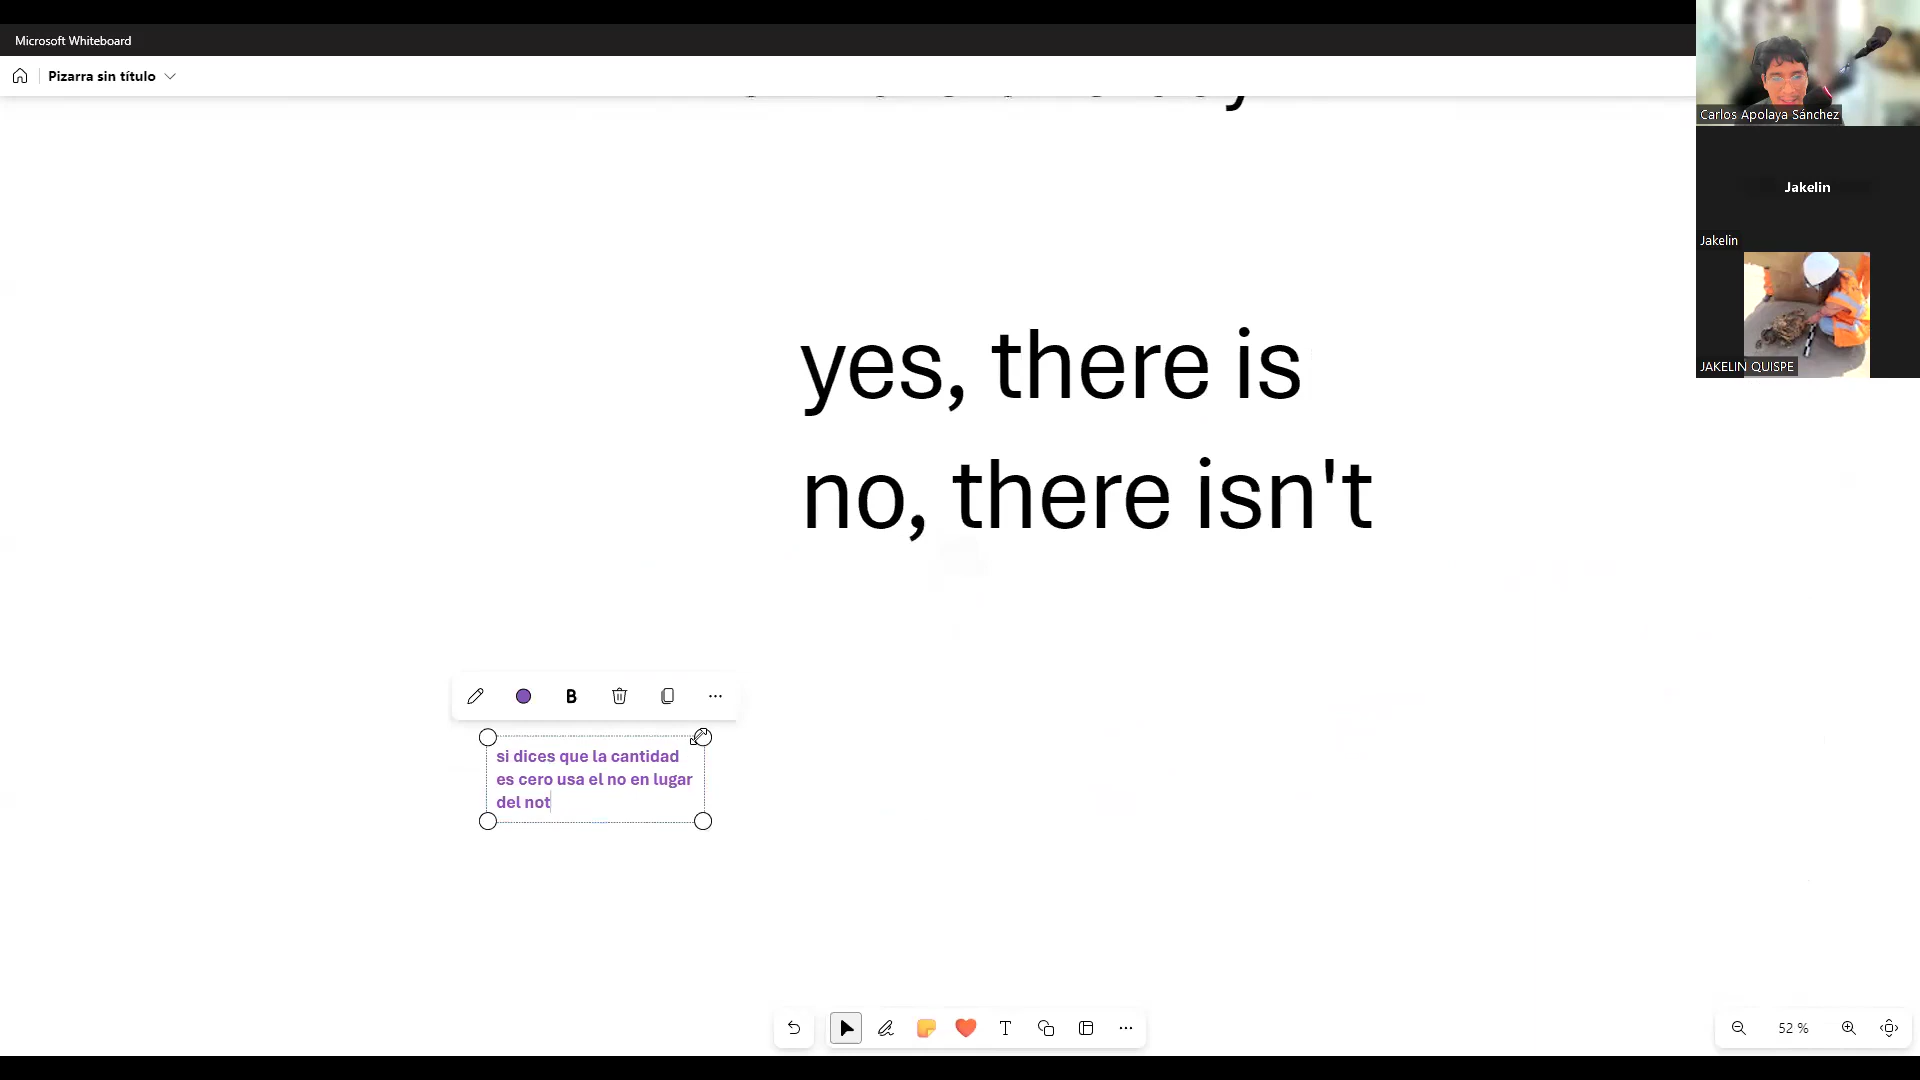 Microsoft Whiteboard
Pizarra sin título
Carlos Apolaya Sánchez
Jakelin
Jakelin
JAKELIN QUISPE
yes, there is
no, there isn't
B
si dices que la cantidad
es cero usa el no en lugar
del not
52 %